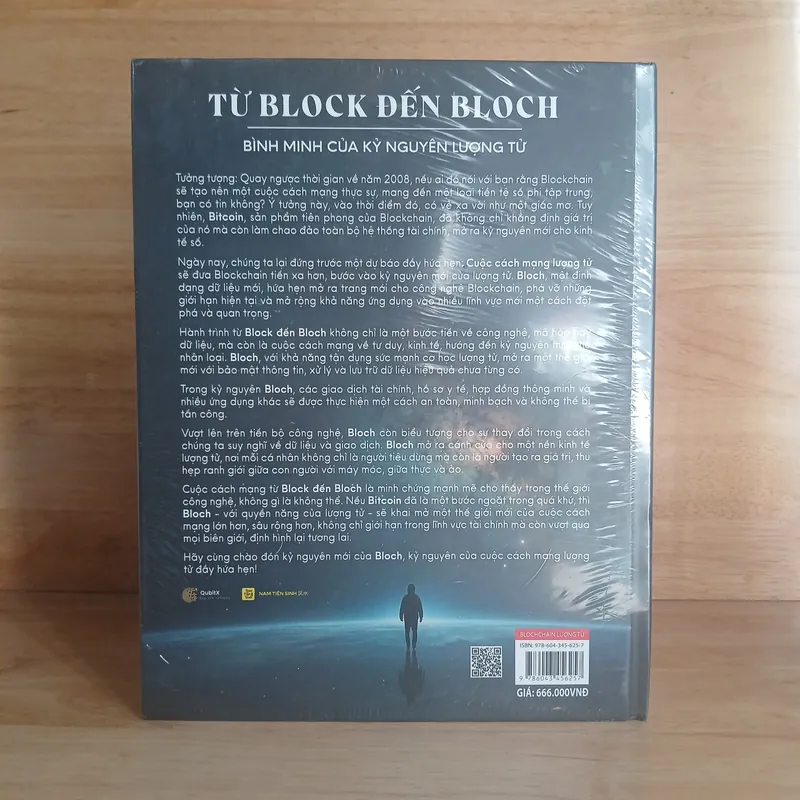 TỪ BLOCK ĐẾN BLOCH
BÌNH MINH CỦA KỶ NGUYÊN LƯỢNG TỬ
Tưởng tượng: Quay ngược thời gian về năm 2008, nếu ai đó nói với bạn rằng Blockchain
sẽ tạo nên một cuộc cách mạng thực sự, mang đến một loại tiền tệ số phi tập trung,
bạn có tin không? Ý tưởng này, vào thời điểm đó, có vẻ xa vời như một giấc mơ. Tuy
nhiên, Bitcoin, sản phẩm tiên phong của Blockchain, đã không chỉ khẳng định giá trị
của nó mà còn làm chao đảo toàn bộ hệ thống tài chính, mở ra kỷ nguyên mới cho kinh
tế số.
Ngày nay, chúng ta lại đứng trước một dự báo đầy hứa hẹn. Cuộc cách mạng lượng tử
sẽ đưa Blockchain tiến xa hơn, bước vào kỷ nguyên mới của lượng tử. Bloch, một định
dạng dữ liệu mới, hứa hẹn mở ra trang mới cho công nghệ Blockchain, phá vỡ những
giới hạn hiện tại và mở rộng khả năng ứng dụng vào nhiều lĩnh vực mới một cách đột
phá và quan trọng.
Hành trình từ Block đến Bloch không chỉ là một bước tiến về công nghệ, mã hóa hay
dữ liệu, mà còn là cuộc cách mạng về tư duy, kinh tế, hướng đến kỷ nguyên mới
nhân loại. Bloch, với khả năng tận dụng sức mạnh cơ học lượng tử, mở ra một thế giới
mới với bảo mật thông tin, xử lý và lưu trữ dữ liệu hiệu quả chưa từng có.
Trong kỷ nguyên Bloch, các giao dịch tài chính, hồ sơ y tế, hợp đồng thông minh và
nhiều ứng dụng khác sẽ được thực hiện một cách an toàn, minh bạch và không thể bị
tấn công.
Vượt lên trên tiến bộ công nghệ, Bloch còn biểu tượng cho sự thay đổi trong cách
chúng ta suy nghĩ về dữ liệu và giao dịch. Bloch mở ra cánh cửa cho một nền kinh tế
lượng tử, nơi mỗi cá nhân không chỉ là người tiêu dùng mà còn là người tạo ra giá trị, thu
hẹp ranh giới giữa con người với máy móc, giữa thực và ảo.
Cuộc cách mạng từ Block đến Bloch là minh chứng mạnh mẽ cho thấy trong thế giới
công nghệ, không gì là không thể. Nếu Bitcoin đã là một bước ngoặt trong quá khứ, thì
Bloch - với quyền năng của lượng tử - sẽ khai mở một thế giới mới của cuộc cách
mạng lớn hơn, sâu rộng hơn, không chỉ giới hạn trong lĩnh vực tài chính mà còn vượt qua
mọi biên giới, định hình lại tương lai.
Hãy cùng chào đón kỷ nguyên mới của Bloch, kỷ nguyên của cuộc cách mạng lượng
tử đầy hứa hẹn!
QubitX
NAM TIÊN SINH
BLOCHCHAIN LƯỢNG TỬ
ISBN: 978-604-345-625-7
9 786043 456257
GIÁ: 666.000VNĐ